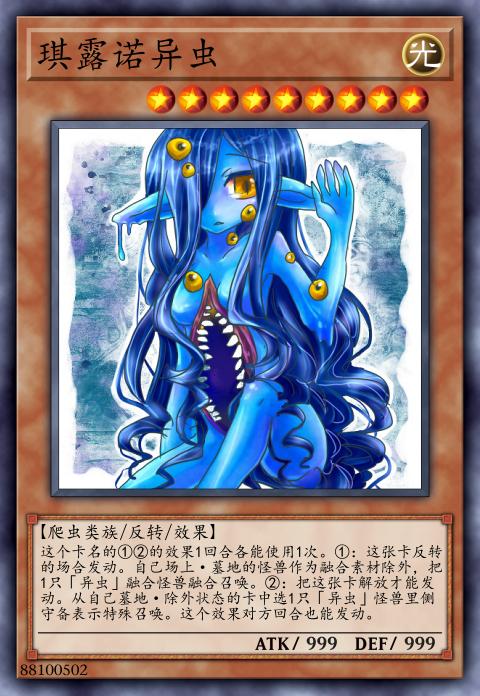 琪露诺异虫
光
【爬虫类族/反转/效果】
这个卡名的①②的效果1回合各能使用1次。①：这张卡反转
的场合发动。自己场上·墓地的怪兽作为融合素材除外，把
1只「异虫」融合怪兽融合召唤。②：把这张卡解放才能发
动。从自己墓地·除外状态的卡中选1只「异虫」怪兽里侧
守备表示特殊召唤。这个效果对方回合也能发动。
ATK/ 999 DEF/ 999
88100502